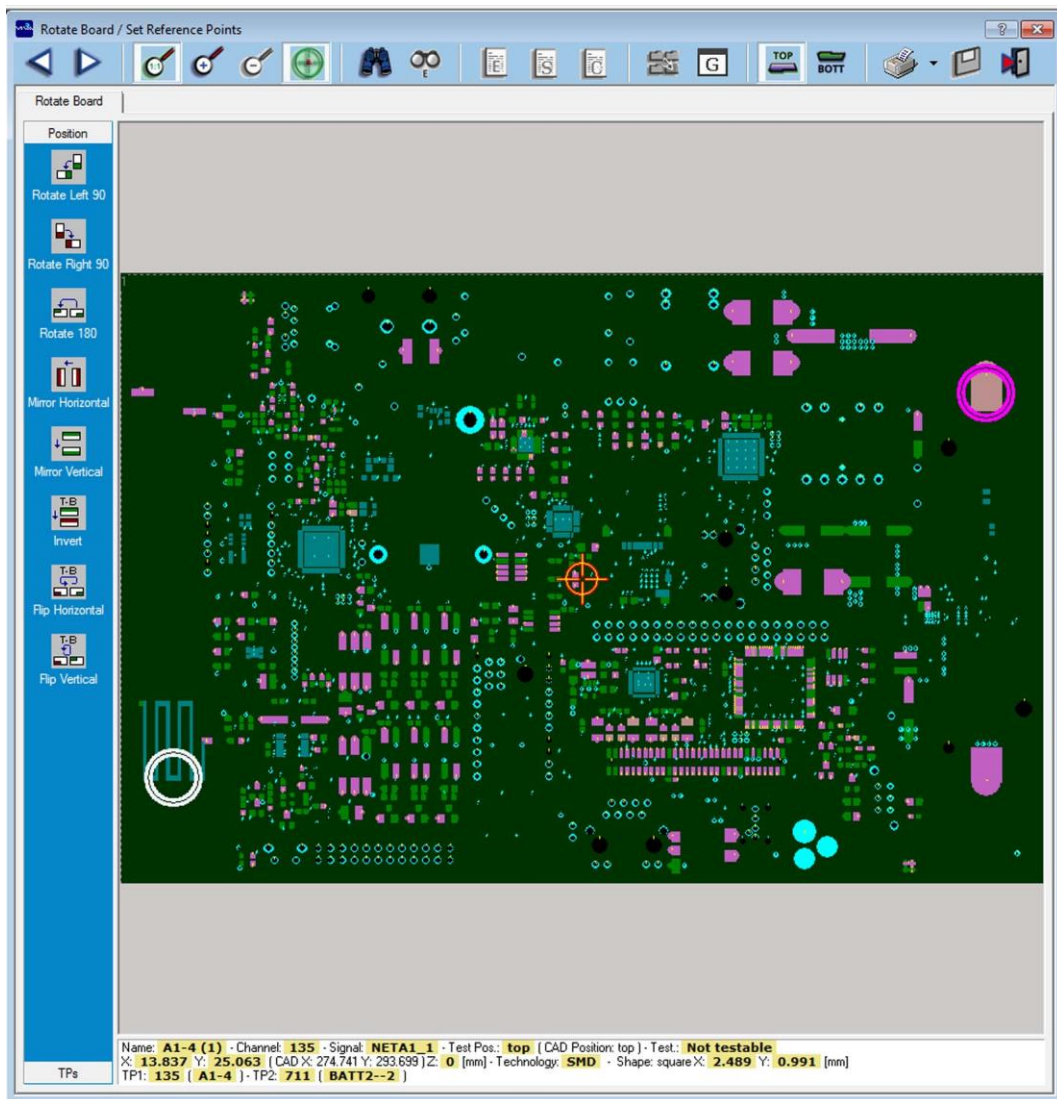 Rotate Board / Set Reference Points
1:1
E
E
S
C
G
TOP
BOTT
Rotate Board
Position
Rotate Left 90
Rotate Right 90
Rotate 180
Mirror Horizontal
Mirror Vertical
T-B
Invert
T-B
Flip Horizontal
T-B
Flip Vertical
TPs
1
Name: A1-4 (1) - Channel: 135 - Signal: NETA1_1 - Test Pos.: top ( CAD Position: top ) - Test.: Not testable
X: 13.837 Y: 25.063 ( CAD X: 274.741 Y: 293.699 ) Z: 0 [mm] - Technology: SMD - Shape: square X: 2.489 Y: 0.991 [mm]
TP1: 135 ( A1-4 ) - TP2: 711 ( BATT2--2 )